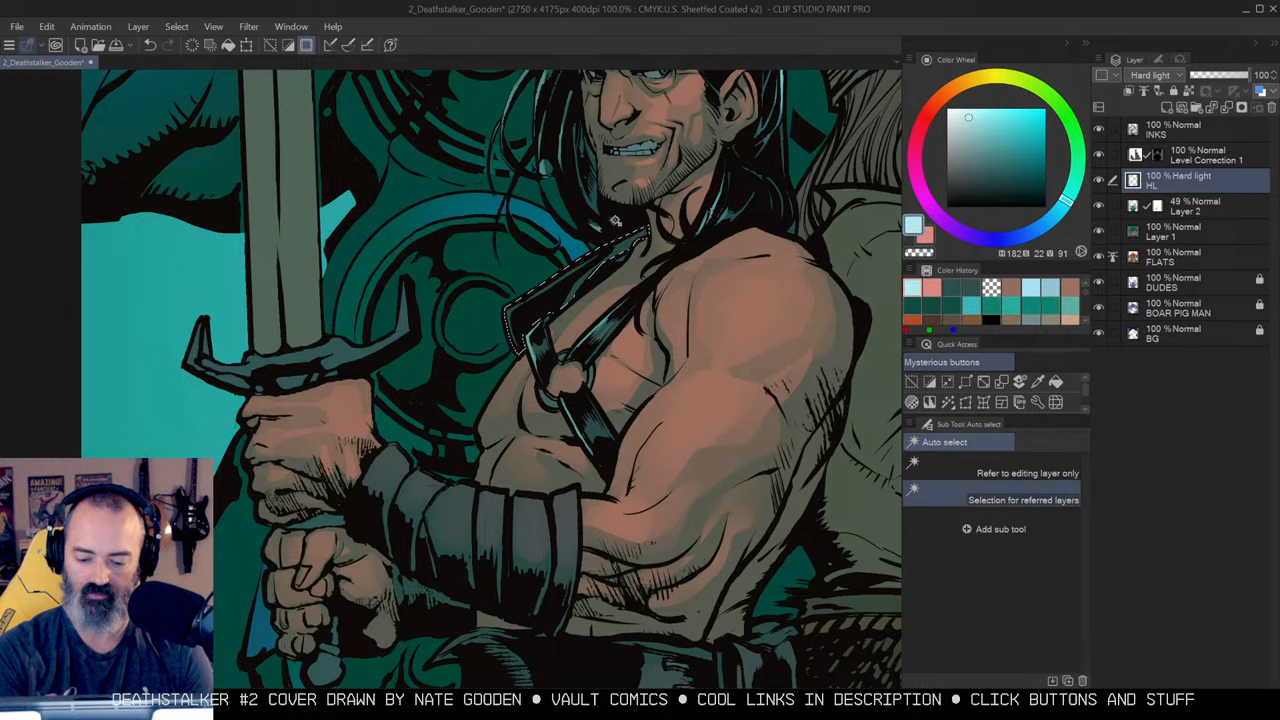 2_Deathstalker_Gooden* (2750 x 4175px 400dpi 100.0% : CMYK:U.S. Sheetfed Coated v2) - CLIP STUDIO PAINT PRO
File Edit Animation Layer Select View Filter Window Help
2_Deathstalker_Gooden*
Color Wheel
H 182 S 22 V 91
Color History
Quick Access
Mysterious buttons
Sub Tool: Auto select
Auto select
Refer to editing layer only
Selection for referred layers
Add sub tool
Layer
Hard light 100
100 % Normal
INKS
100 % Normal
Level Correction 1
100 % Hard light
HL
49 % Normal
Layer 2
100 % Normal
Layer 1
100 % Normal
FLATS
100 % Normal
DUDES
100 % Normal
BOAR PIG MAN
100 % Normal
BG
DEATHSTALKER #2 COVER DRAWN BY NATE GOODEN ● VAULT COMICS ● COOL LINKS IN DESCRIPTION ● CLICK BUTTONS AND STUFF